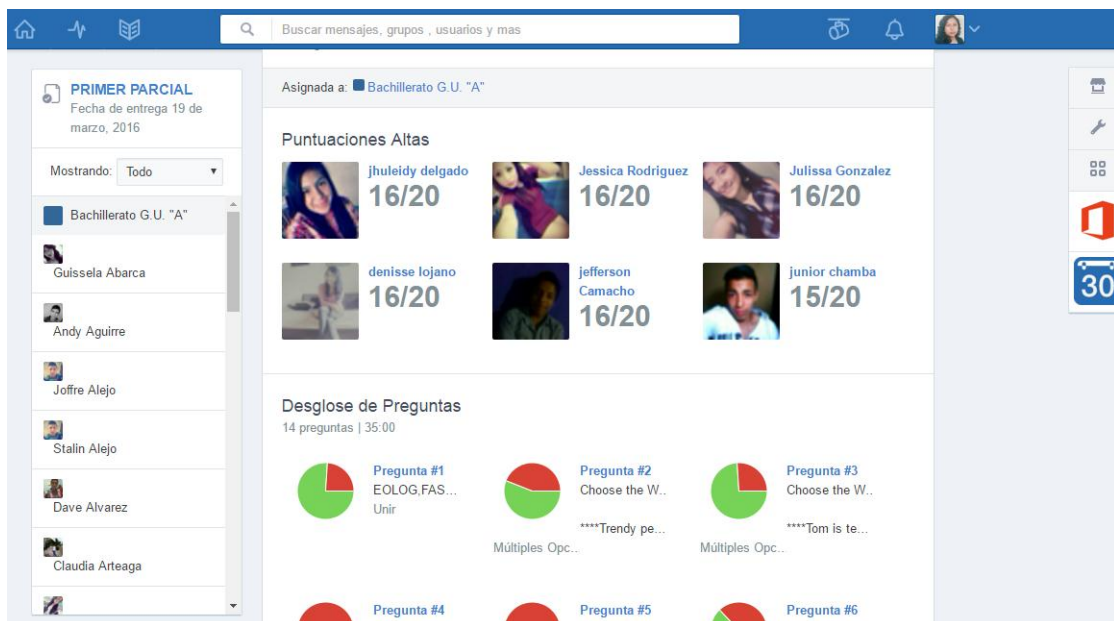 Buscar mensajes, grupos , usuarios y mas
PRIMER PARCIAL
Fecha de entrega 19 de
marzo, 2016
Mostrando: Todo
Bachillerato G.U. "A"
Guissela Abarca
Andy Aguirre
Joffre Alejo
Stalin Alejo
Dave Alvarez
Claudia Arteaga
Asignada a: Bachillerato G.U. "A"
Puntuaciones Altas
jhuleidy delgado
16/20
Jessica Rodriguez
16/20
Julissa Gonzalez
16/20
denisse lojano
16/20
jefferson
Camacho
16/20
junior chamba
15/20
Desglose de Preguntas
14 preguntas | 35:00
Pregunta #1
EOLOG,FAS...
Unir
Pregunta #2
Choose the W..
****Trendy pe...
Múltiples Opc..
Pregunta #3
Choose the W..
****Tom is te...
Múltiples Opc..
Pregunta #4
Pregunta #5
Pregunta #6
30